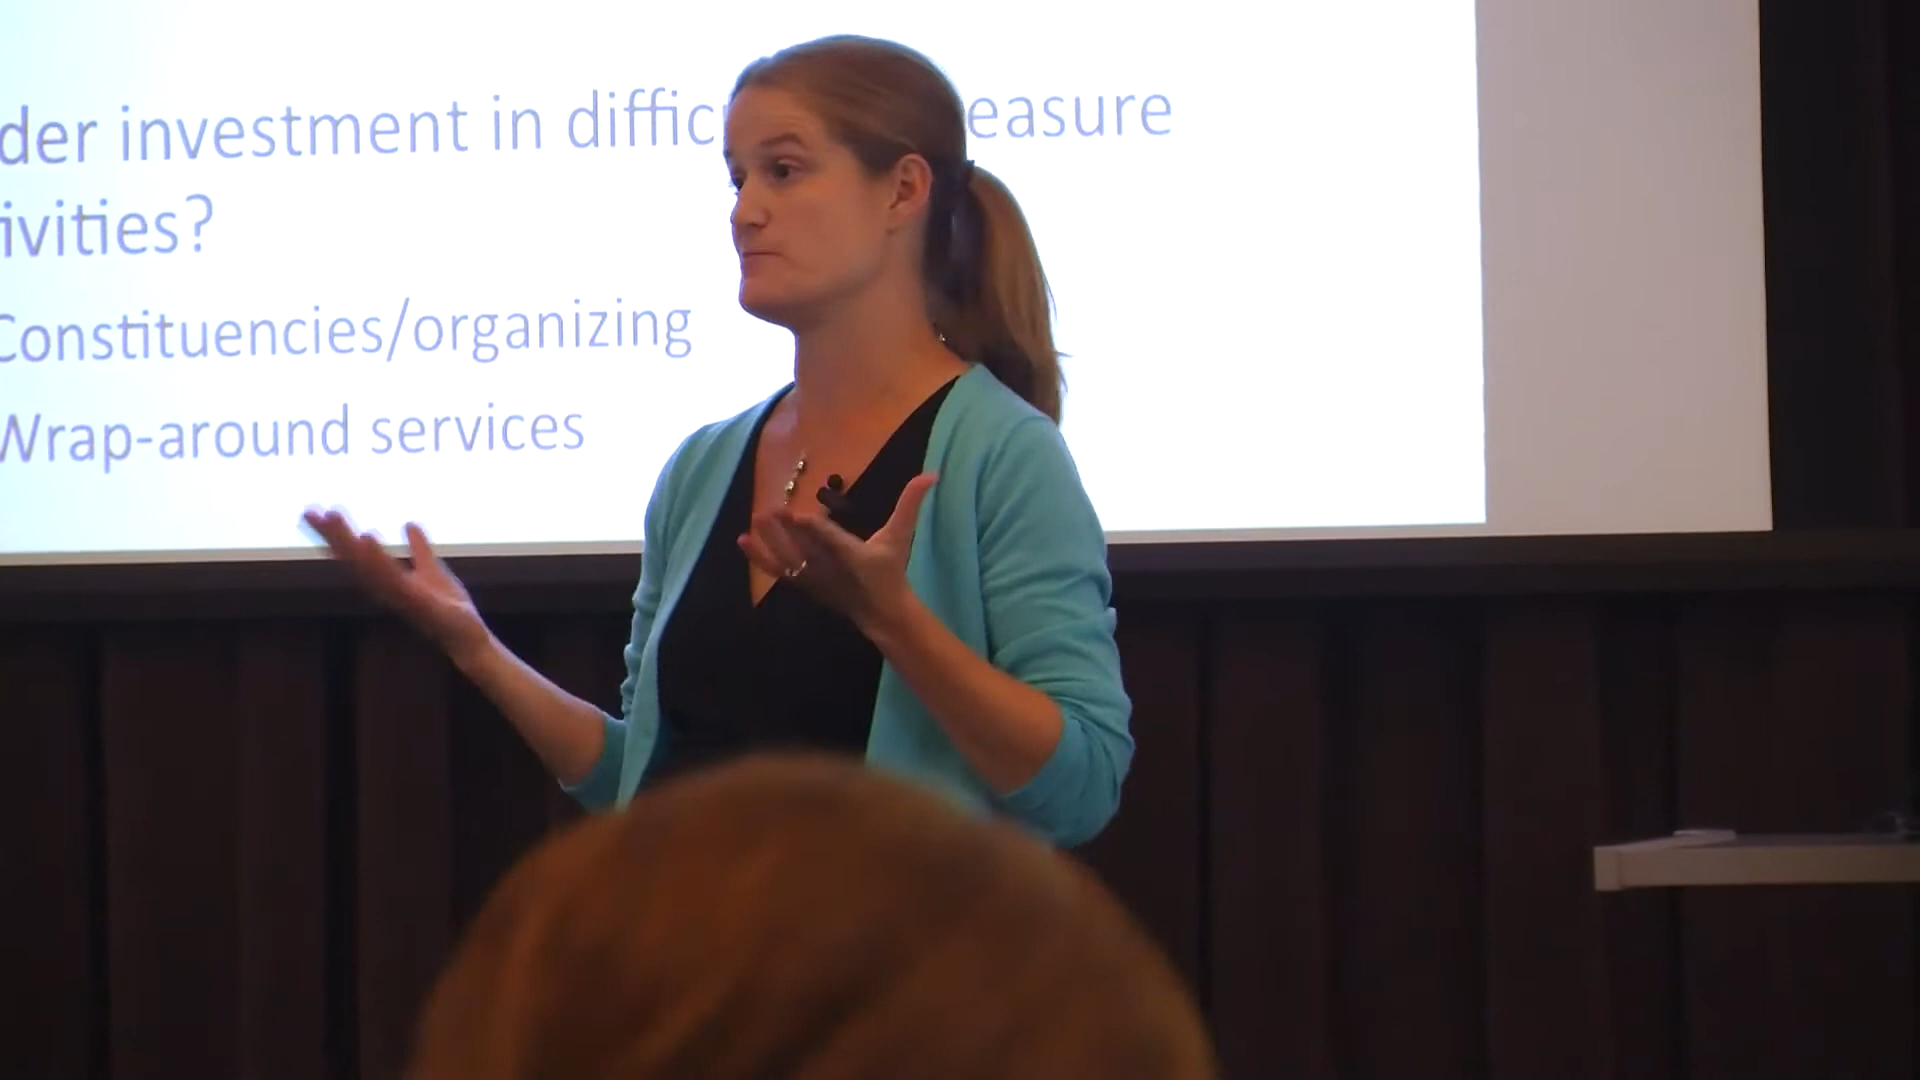 der investment in diffic easure
ivities?
Constituencies/organizing
Wrap-around services